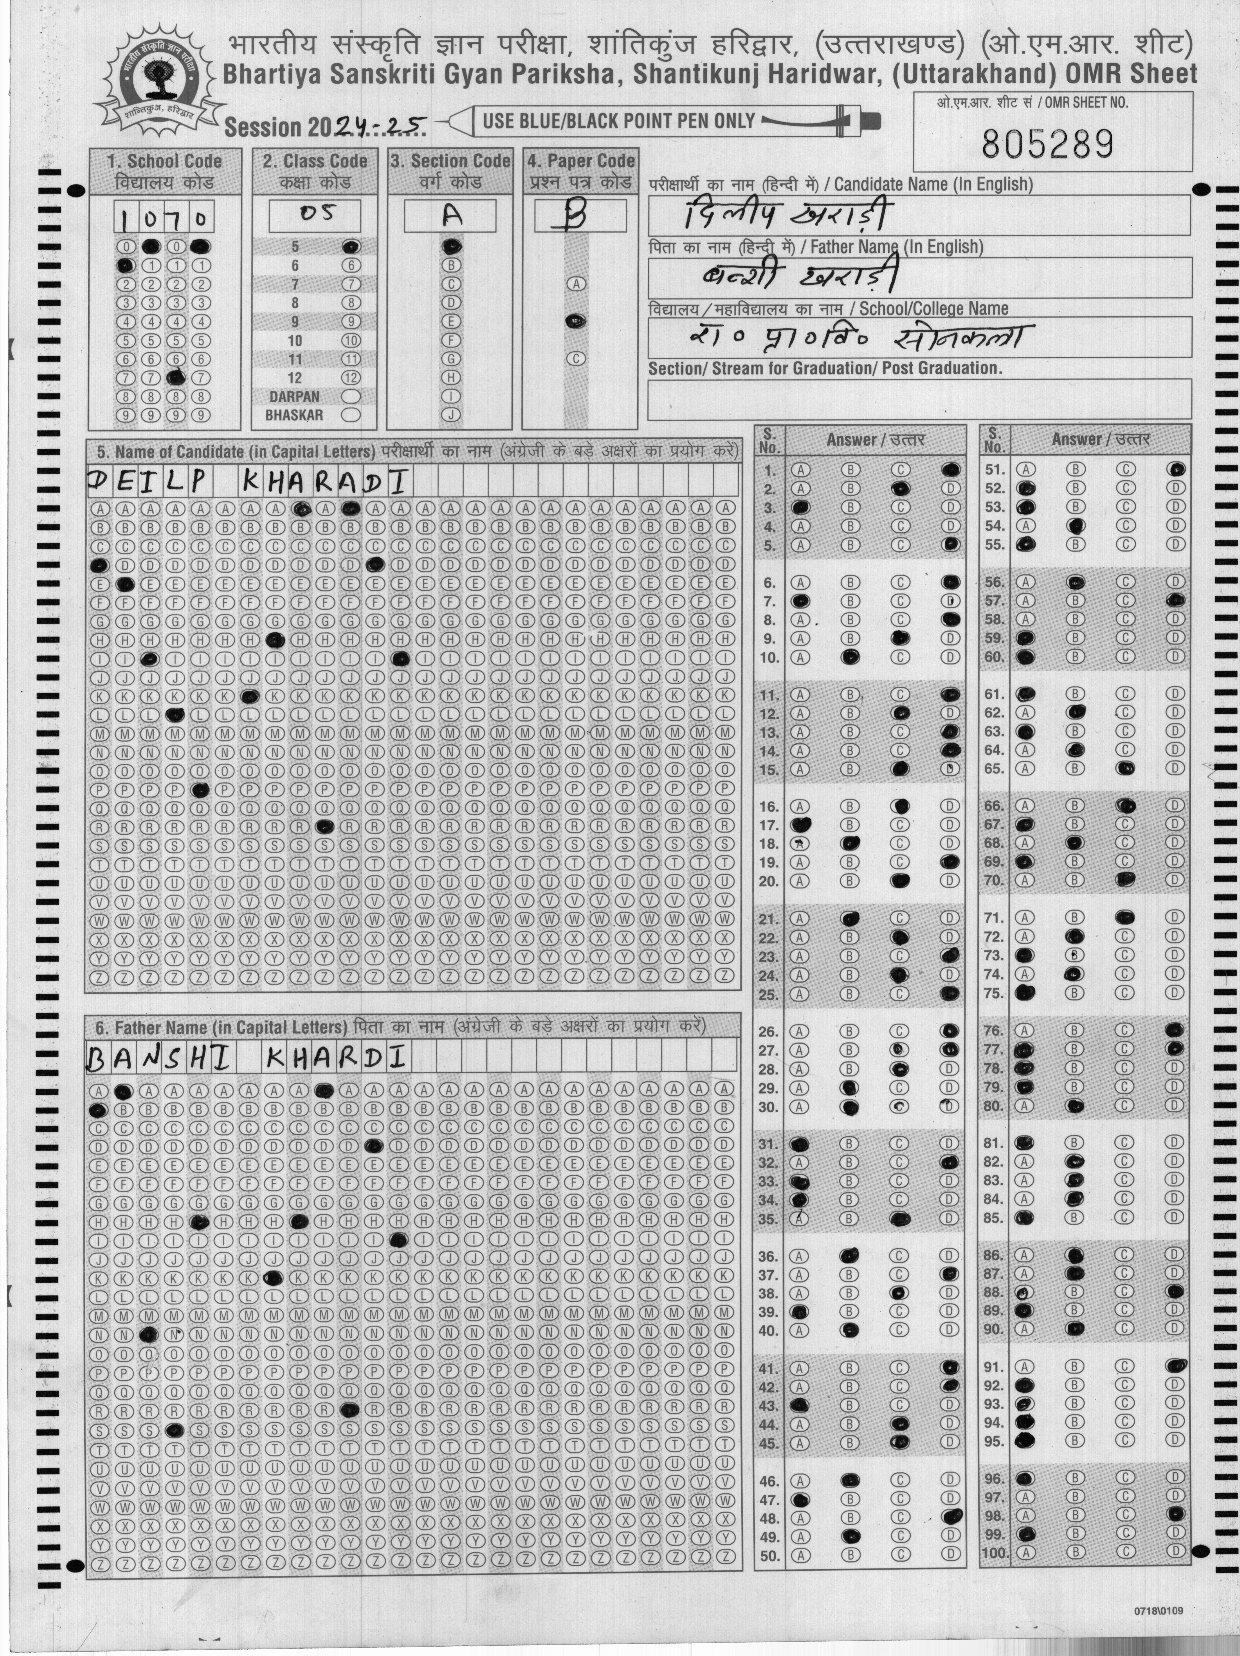 भारतीय संस्कृति ज्ञान परीक्षा, शांतिकुंज हरिद्वार, (उत्तराखण्ड) (ओ.एम.आर. शीट)
Bhartiya Sanskriti Gyan Pariksha, Shantikunj Haridwar, (Uttarakhand) OMR Sheet
Session 2024-25
USE BLUE/BLACK POINT PEN ONLY
ओ.एम.आर. शीट सं / OMR SHEET NO.
805289
1. School Code
विद्यालय कोड
1070
2. Class Code
कक्षा कोड
05
5
6
7
8
9
10
11
12
DARPAN
BHASKAR
3. Section Code
वर्ग कोड
A
4. Paper Code
प्रश्न पत्र कोड
B
परीक्षार्थी का नाम (हिन्दी में) / Candidate Name (In English)
दिलीप खराड़ी
पिता का नाम (हिन्दी में) / Father Name (In English)
बन्शी खराड़ी
विद्यालय/महाविद्यालय का नाम / School/College Name
रा० प्रा०वि० सोनकला
Section/ Stream for Graduation/ Post Graduation.
5. Name of Candidate (in Capital Letters) परीक्षार्थी का नाम (अंग्रेजी के बड़े अक्षरों का प्रयोग करें)
DEILP KHARADI
6. Father Name (in Capital Letters) पिता का नाम (अंग्रेजी के बड़े अक्षरों का प्रयोग करें)
BANSHI KHARDI
S. No. Answer / उत्तर
S. No. Answer / उत्तर
0718\0109